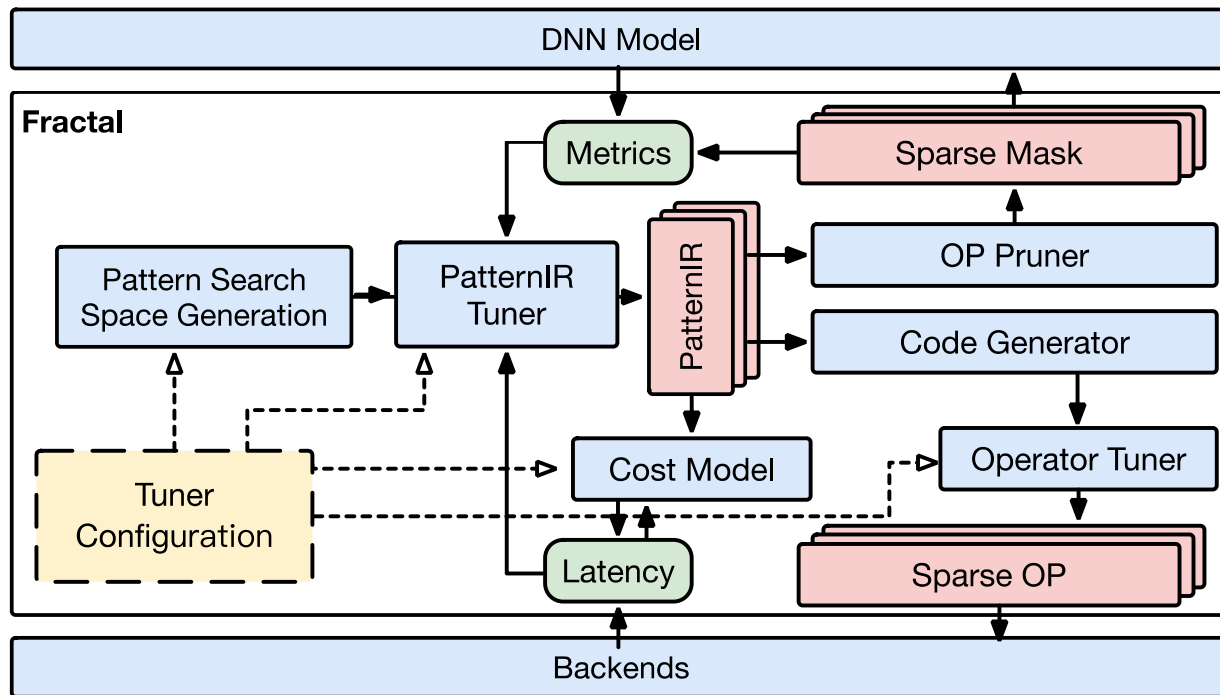 DNN Model
Fractal
Metrics
Sparse Mask
Pattern Search
Space Generation
PatternIR
Tuner
PatternIR
OP Pruner
Code Generator
Tuner
Configuration
Cost Model
Operator Tuner
Latency
Sparse OP
Backends